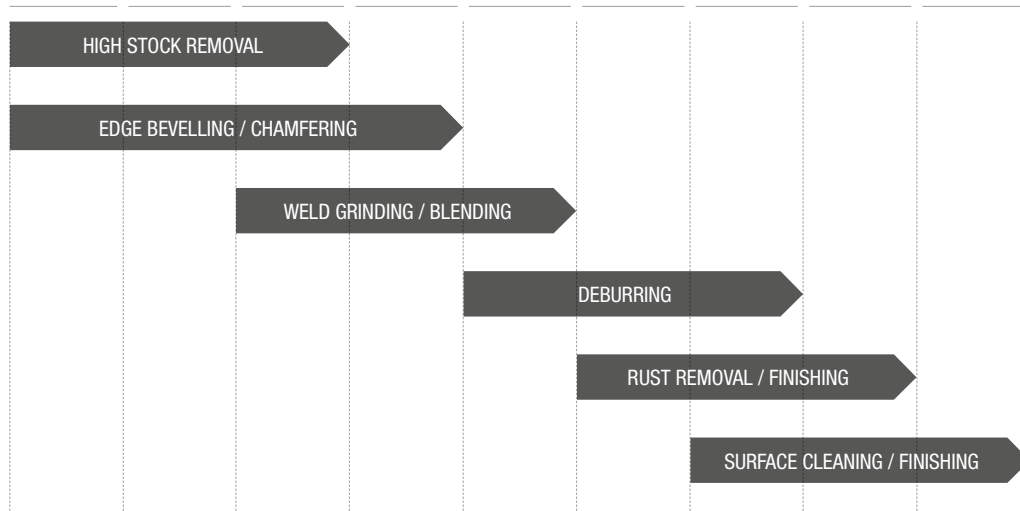 HIGH STOCK REMOVAL
EDGE BEVELLING / CHAMFERING
WELD GRINDING / BLENDING
DEBURRING
RUST REMOVAL / FINISHING
SURFACE CLEANING / FINISHING